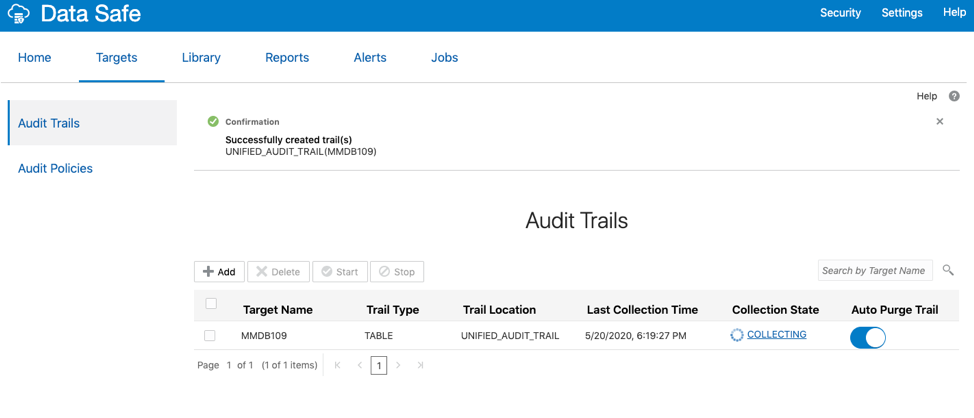 Data Safe
Security Settings Help
Home Targets Library Reports Alerts Jobs
Help
Audit Trails
Audit Policies
Confirmation
Successfully created trail(s)
UNIFIED_AUDIT_TRAIL(MMDB109)
Audit Trails
Add Delete Start Stop
Search by Target Name
Target Name Trail Type Trail Location Last Collection Time Collection State Auto Purge Trail
MMDB109 TABLE UNIFIED_AUDIT_TRAIL 5/20/2020, 6:19:27 PM COLLECTING
Page 1 of 1 (1 of 1 items) 1